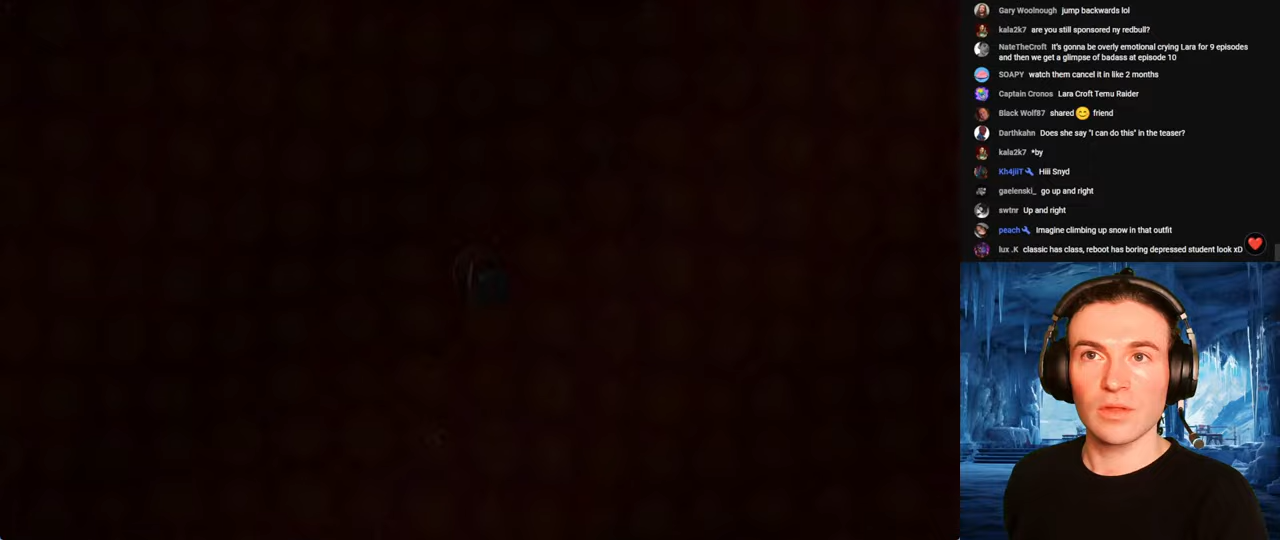 Gary Woolnough jump backwards lol
kala2k7 are you still sponsored ny redbull?
NateTheCroft It's gonna be overly emotional crying Lara for 9 episodes
and then we get a glimpse of badass at episode 10
SOAPY watch them cancel it in like 2 months
Captain Cronos Lara Croft Temu Raider
Black Wolf87 shared 😊 friend
Darthkahn Does she say "I can do this" in the teaser?
kala2k7 *by
Kh4jiiT Hiii Snyd
gaelenski_ go up and right
swtnr Up and right
peach Imagine climbing up snow in that outfit
lux .K classic has class, reboot has boring depressed student look xD